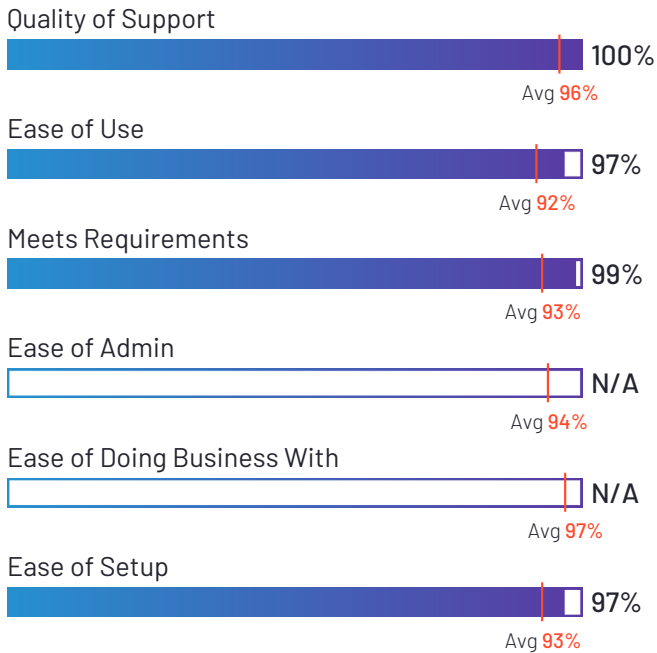 Quality of Support
100%
Avg 96%
Ease of Use
97%
Avg 92%
Meets Requirements
99%
Avg 93%
Ease of Admin
N/A
Avg 94%
Ease of Doing Business With
N/A
Avg 97%
Ease of Setup
97%
Avg 93%